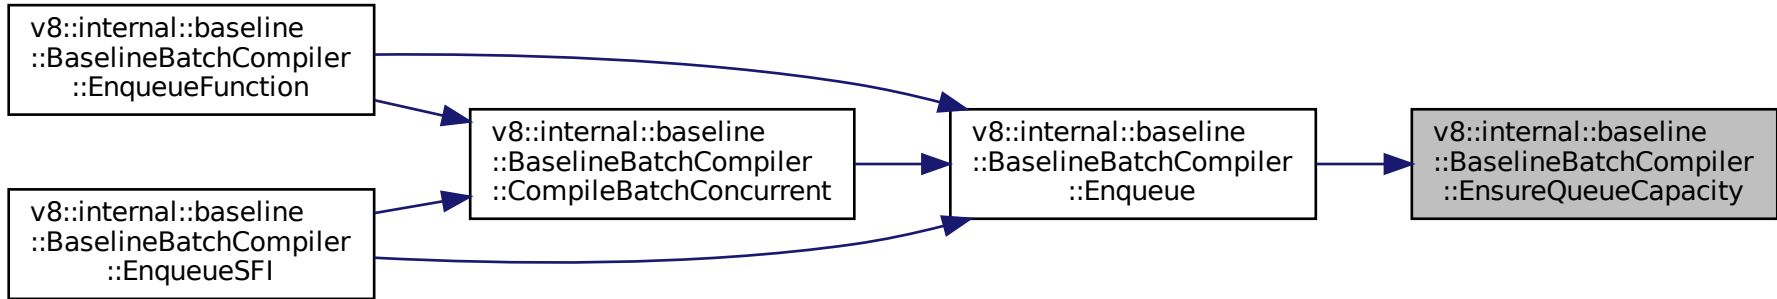 v8::internal::baseline
::BaselineBatchCompiler
::EnqueueFunction
v8::internal::baseline
::BaselineBatchCompiler
::EnqueueSFI
v8::internal::baseline
::BaselineBatchCompiler
::CompileBatchConcurrent
v8::internal::baseline
::BaselineBatchCompiler
::Enqueue
v8::internal::baseline
::BaselineBatchCompiler
::EnsureQueueCapacity